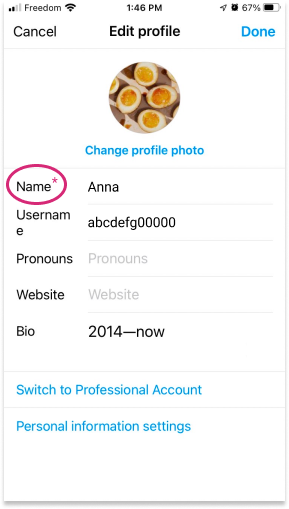 Freedom 1:46 PM 67%
Cancel Edit profile Done
Change profile photo
Name* Anna
Usernam
e abcdefg00000
Pronouns Pronouns
Website Website
Bio 2014—now
Switch to Professional Account
Personal information settings